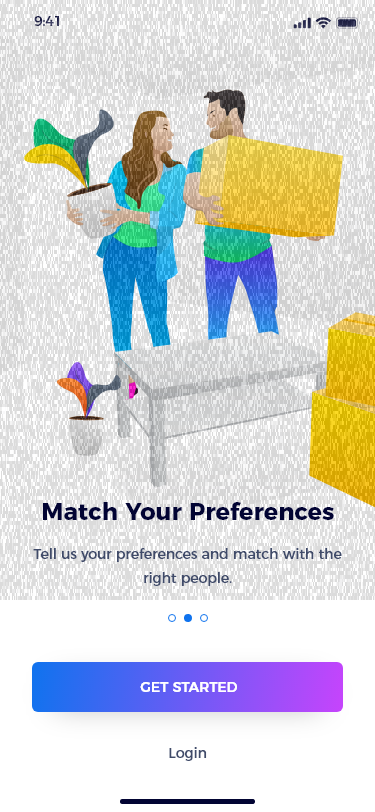 9:41
Match Your Preferences
Tell us your preferences and match with the
right people.
GET STARTED
Login